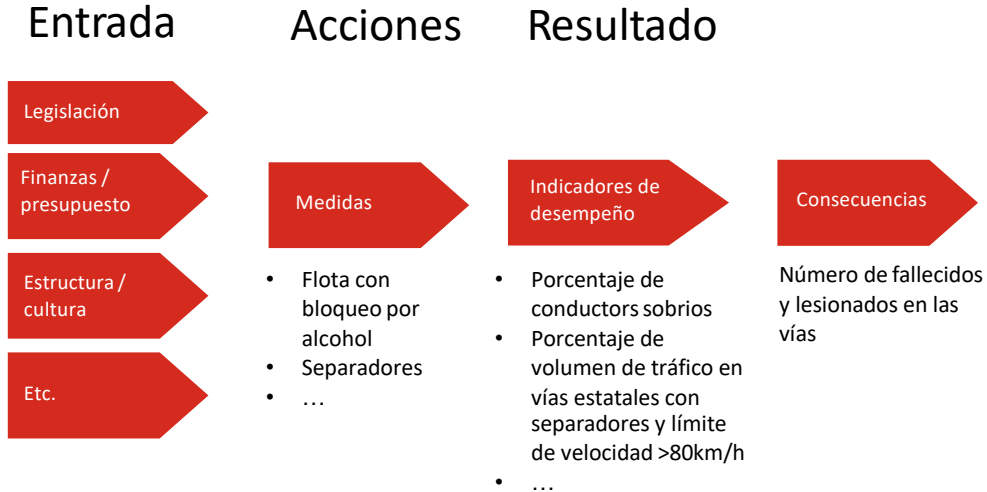 Entrada
Acciones
Resultado
Legislación
Finanzas /
presupuesto
Estructura /
cultura
Etc.
Medidas
• Flota con
bloqueo por
alcohol
• Separadores
• …
Indicadores de
desempeño
• Porcentaje de
conductors sobrios
• Porcentaje de
volumen de tráfico en
vías estatales con
separadores y límite
de velocidad >80km/h
• …
Consecuencias
Número de fallecidos
y lesionados en las
vías